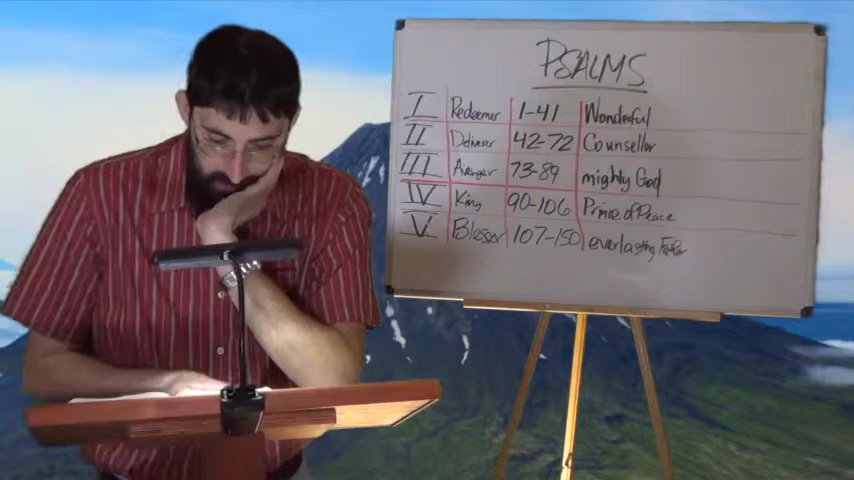 PSALMS
I Redeemer 1-41 Wonderful
II Deliverer 42-72 Counsellor
III Avenger 73-89 mighty God
IV King 90-106 Prince of Peace
V Blesser 107-150 everlasting Father